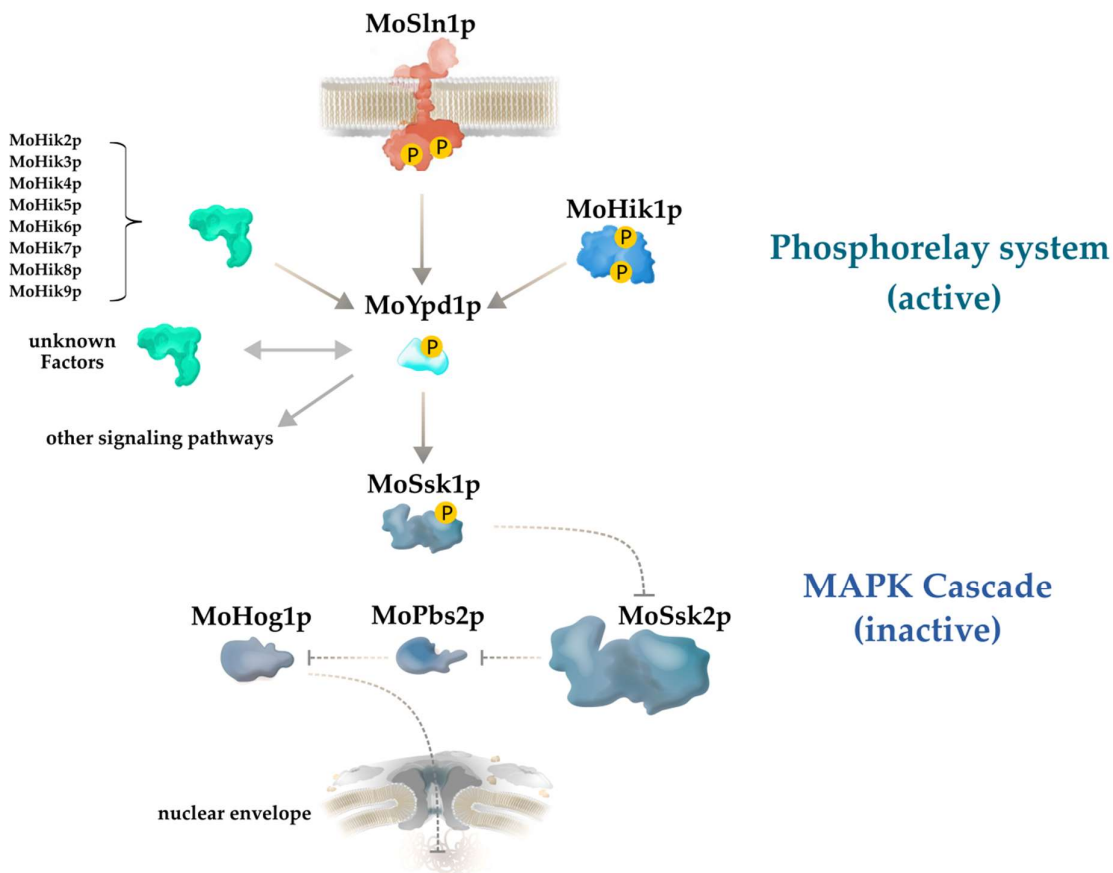 MoSln1p
P
P
MoHik2p
MoHik3p
MoHik4p
MoHik5p
MoHik6p
MoHik7p
MoHik8p
MoHik9p
MoHik1p
P
P
Phosphorelay system
(active)
MoYpd1p
P
unknown
Factors
other signaling pathways
MoSsk1p
P
MAPK Cascade
(inactive)
MoHog1p
MoPbs2p
MoSsk2p
nuclear envelope